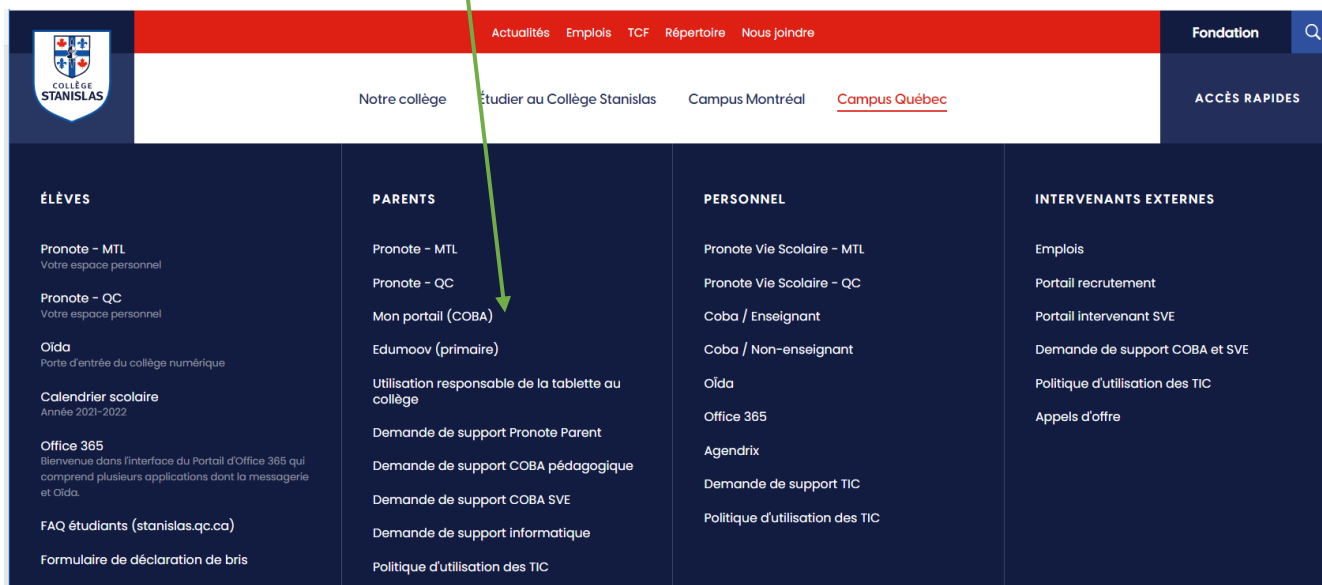 COLLÈGE
STANISLAS
Actualités Emplois TCF Répertoire Nous joindre
Fondation
Notre collège Étudier au Collège Stanislas Campus Montréal Campus Québec
ACCÈS RAPIDES
ÉLÈVES
Pronote - MTL
Votre espace personnel
Pronote - QC
Votre espace personnel
Oïda
Porte d'entrée du collège numérique
Calendrier scolaire
Année 2021-2022
Office 365
Bienvenue dans l'interface du Portail d'Office 365 qui
comprend plusieurs applications dont la messagerie
et Oïda.
FAQ étudiants (stanislas.qc.ca)
Formulaire de déclaration de bris
PARENTS
Pronote - MTL
Pronote - QC
Mon portail (COBA)
Edumoov (primaire)
Utilisation responsable de la tablette au
collège
Demande de support Pronote Parent
Demande de support COBA pédagogique
Demande de support COBA SVE
Demande de support informatique
Politique d'utilisation des TIC
PERSONNEL
Pronote Vie Scolaire - MTL
Pronote Vie Scolaire - QC
Coba / Enseignant
Coba / Non-enseignant
OÏda
Office 365
Agendrix
Demande de support TIC
Politique d'utilisation des TIC
INTERVENANTS EXTERNES
Emplois
Portail recrutement
Portail intervenant SVE
Demande de support COBA et SVE
Politique d'utilisation des TIC
Appels d'offre